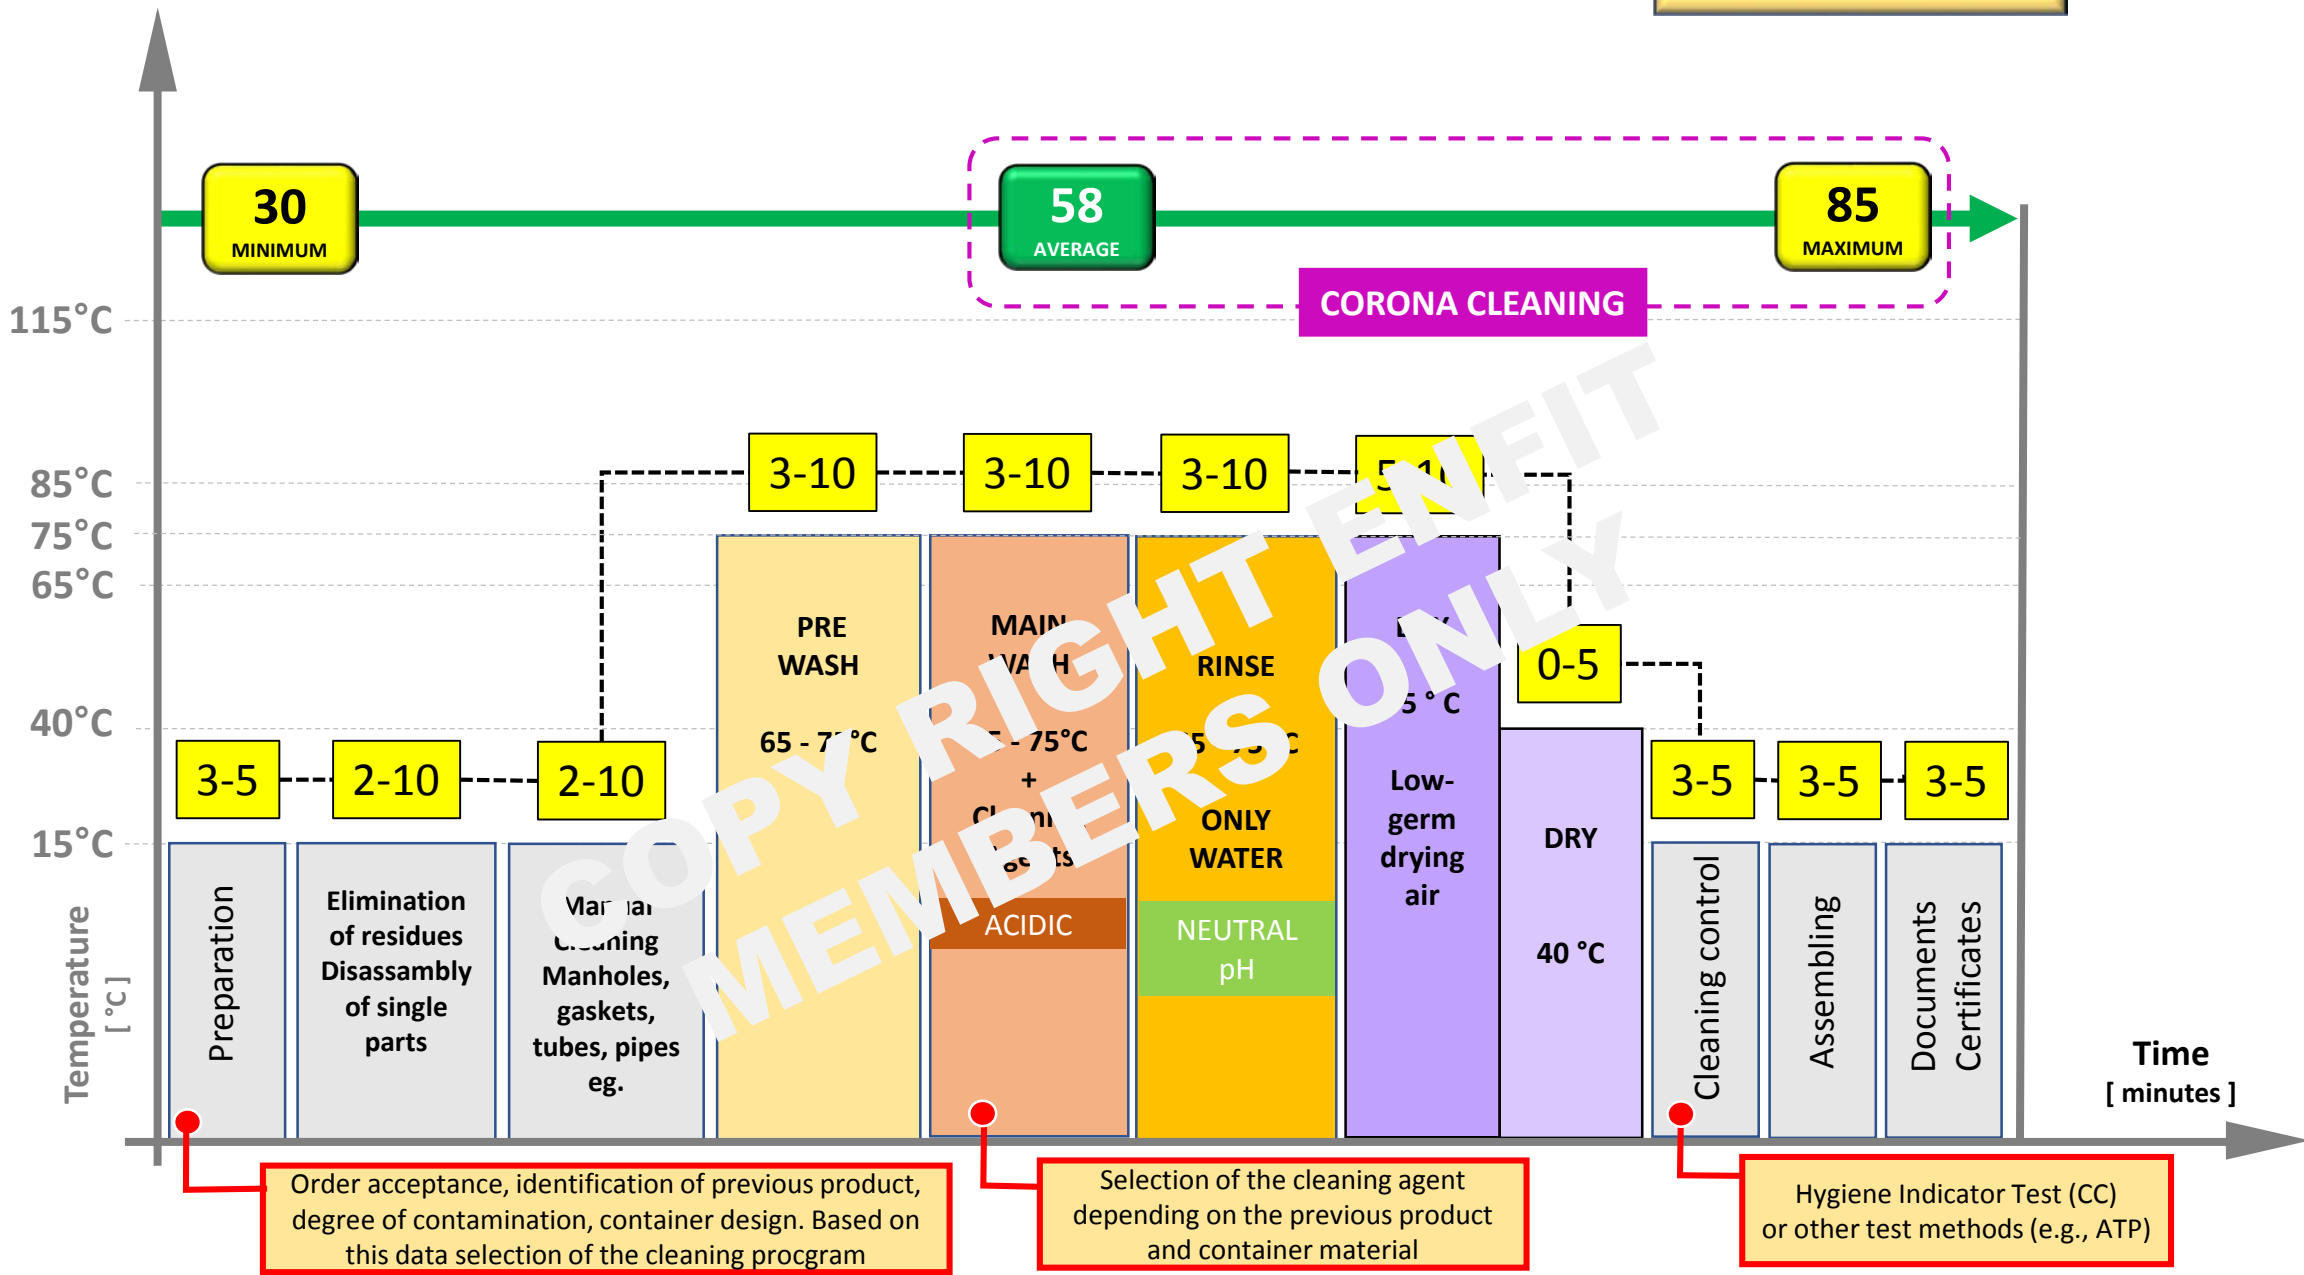 30
MINIMUM
58
AVERAGE
85
MAXIMUM
CORONA CLEANING
115°C
85°C
75°C
65°C
40°C
15°C
Temperature
[ °C ]
3-5
2-10
2-10
3-10
3-10
3-10
0-5
3-5
3-5
3-5
Preparation
Elimination
of residues
Disassambly
of single
parts
Manual
Cleaning
Manholes,
gaskets,
tubes, pipes
eg.
PRE
WASH
65 - 75°C
MAIN
WASH
- 75°C
+
ACIDIC
RINSE
ONLY
WATER
NEUTRAL
pH
Low-
germ
drying
air
DRY
40 °C
Cleaning control
Assembling
Documents
Certificates
Time
[ minutes ]
Order acceptance, identification of previous product,
degree of contamination, container design. Based on
this data selection of the cleaning procgram
Selection of the cleaning agent
depending on the previous product
and container material
Hygiene Indicator Test (CC)
or other test methods (e.g., ATP)
COPY RIGHT ENFIT
MEMBERS ONLY